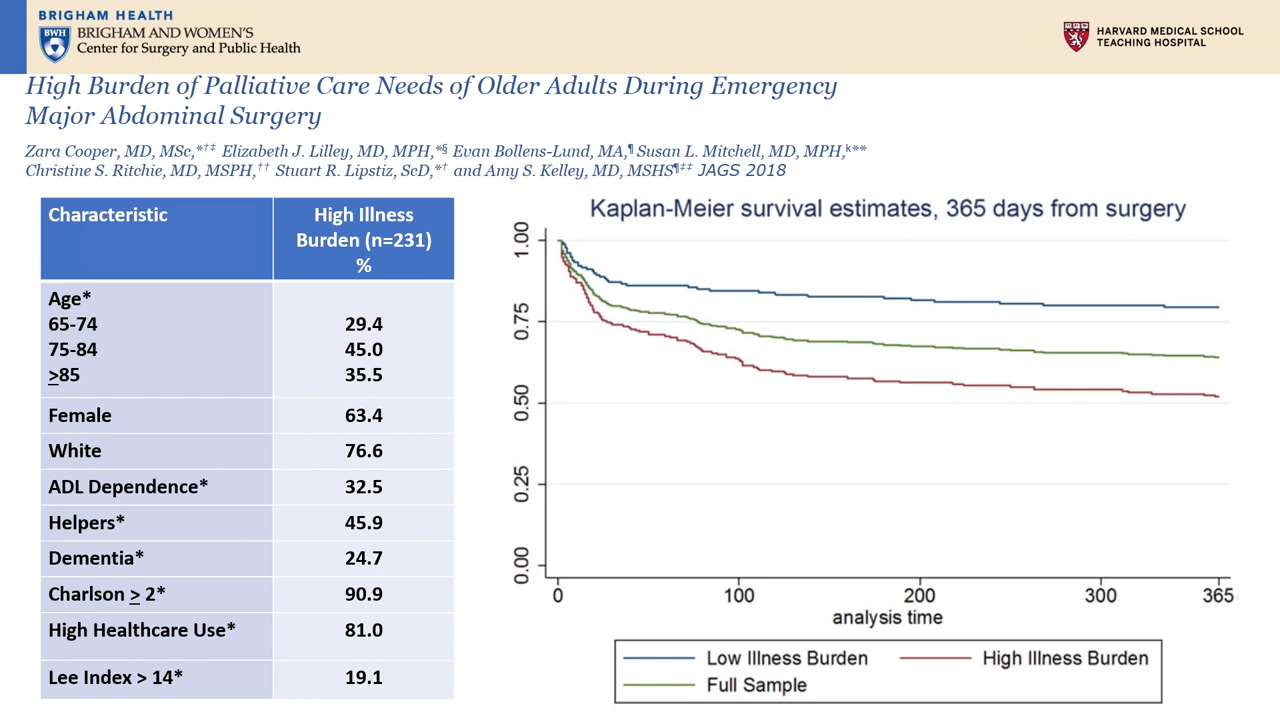 BRIGHAM HEALTH
BWH
BRIGHAM AND WOMEN'S
Center for Surgery and Public Health
HARVARD MEDICAL SCHOOL
TEACHING HOSPITAL
High Burden of Palliative Care Needs of Older Adults During Emergency
Major Abdominal Surgery
Zara Cooper, MD, MSc,*†‡ Elizabeth J. Lilley, MD, MPH,*§ Evan Bollens-Lund, MA,¶ Susan L. Mitchell, MD, MPH,k**
Christine S. Ritchie, MD, MSPH,†† Stuart R. Lipstiz, ScD,*† and Amy S. Kelley, MD, MSHS¶‡‡ JAGS 2018
Characteristic
High Illness
Burden (n=231)
%
Age*
65-74 29.4
75-84 45.0
≥85 35.5
Female 63.4
White 76.6
ADL Dependence* 32.5
Helpers* 45.9
Dementia* 24.7
Charlson ≥ 2* 90.9
High Healthcare Use* 81.0
Lee Index > 14* 19.1
Kaplan-Meier survival estimates, 365 days from surgery
1.00
0.75
0.50
0.25
0.00
0 100 200 300 365
analysis time
Low Illness Burden High Illness Burden
Full Sample